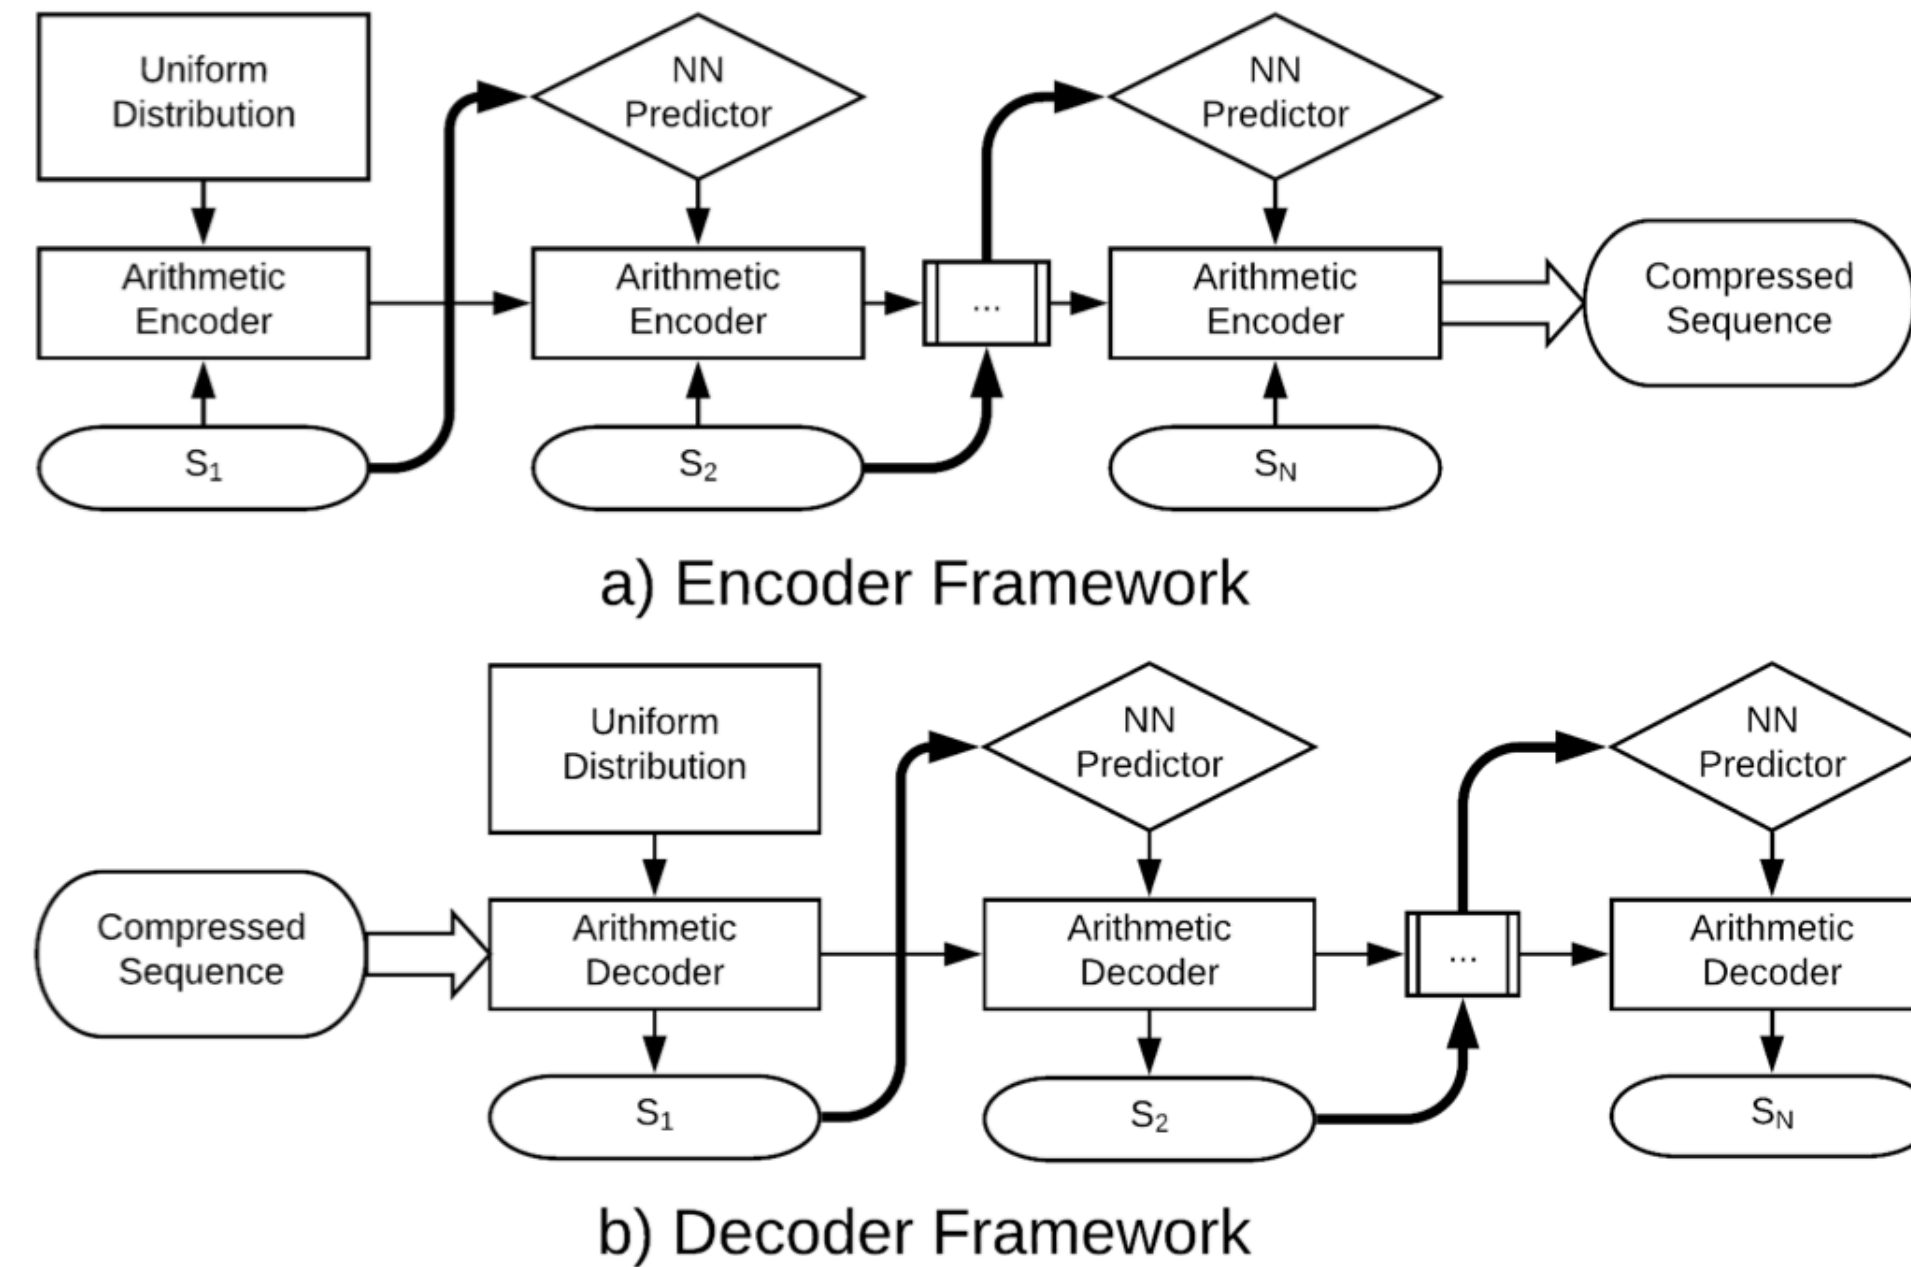 Uniform
Distribution
NN
Predictor
NN
Predictor
Arithmetic
Encoder
Arithmetic
Encoder
...
Arithmetic
Encoder
Compressed
Sequence
S1
S2
SN
a) Encoder Framework
Uniform
Distribution
NN
Predictor
NN
Predictor
Compressed
Sequence
Arithmetic
Decoder
Arithmetic
Decoder
...
Arithmetic
Decoder
S1
S2
SN
b) Decoder Framework